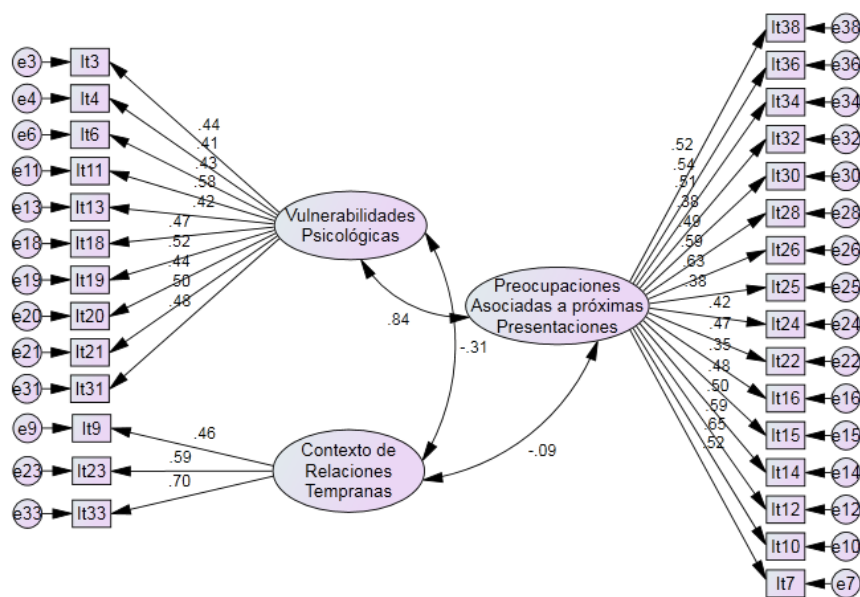 e3 It3
e4 It4
e6 It6
e11 It11
e13 It13
e18 It18
e19 It19
e20 It20
e21 It21
e31 It31
e9 It9
e23 It23
e33 It33
.44
.41
.43
.58
.42
.47
.52
.44
.50
.48
.46
.59
.70
Vulnerabilidades
Psicológicas
Contexto de
Relaciones
Tempranas
.84
-.31
-.09
Preocupaciones
Asociadas a próximas
Presentaciones
.52
.54
.51
.38
.49
.59
.63
.38
.42
.47
.35
.48
.50
.59
.65
.52
It38 e38
It36 e36
It34 e34
It32 e32
It30 e30
It28 e28
It26 e26
It25 e25
It24 e24
It22 e22
It16 e16
It15 e15
It14 e14
It12 e12
It10 e10
It7 e7